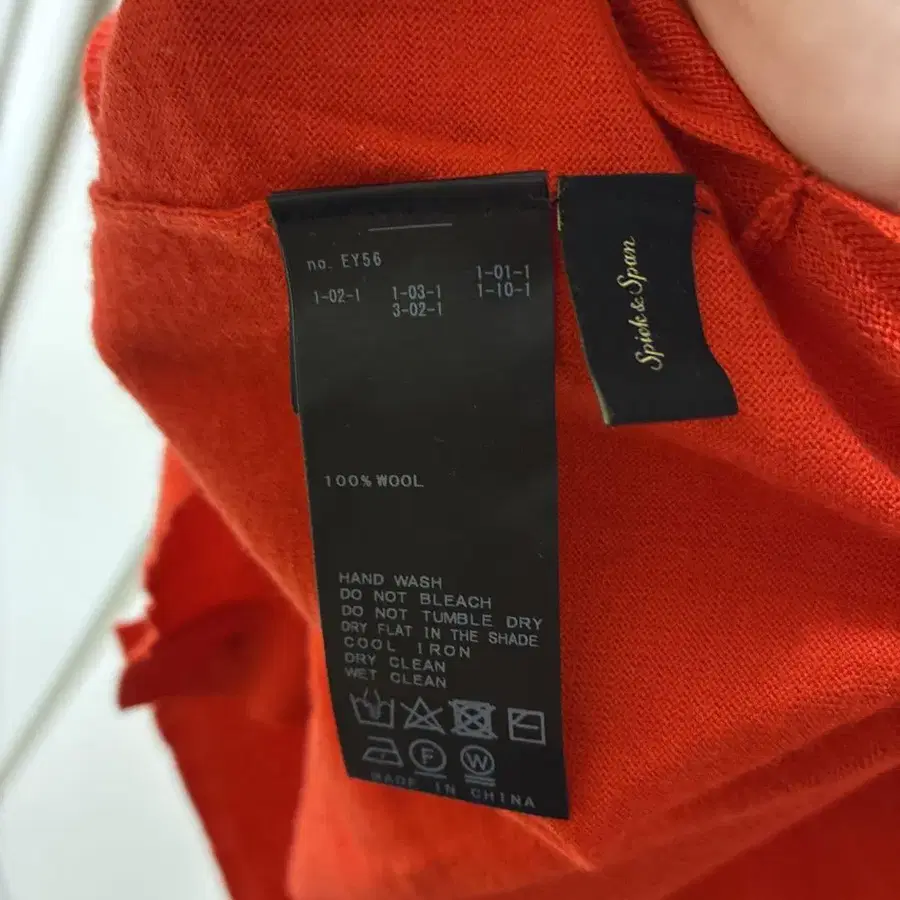 no. EY56
1-01-1
1-02-1 1-03-1 1-10-1
3-02-1
100% WOOL
HAND WASH
DO NOT BLEACH
DO NOT TUMBLE DRY
DRY FLAT IN THE SHADE
COOL IRON
DRY CLEAN
WET CLEAN
F W
MADE IN CHINA
Spick & Span